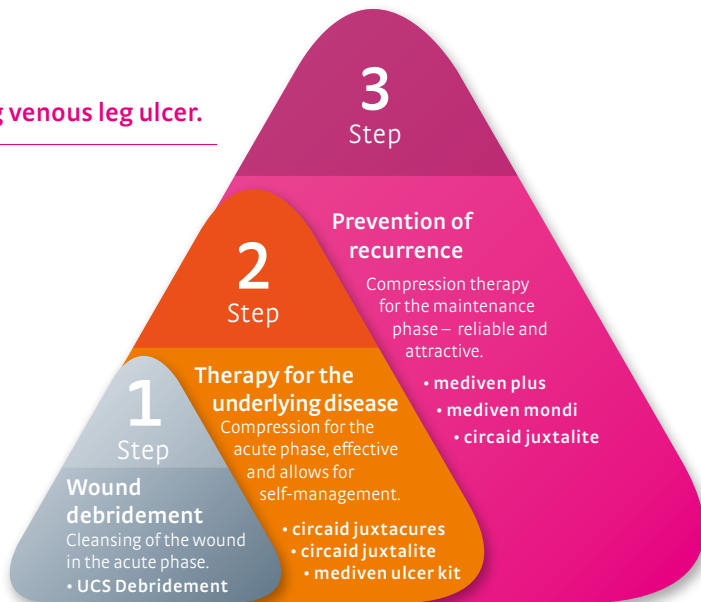 venous leg ulcer.
3
Step
Prevention of
recurrence
Compression therapy
for the maintenance
phase – reliable and
attractive.
• mediven plus
• mediven mondi
• circaid juxtalite
2
Step
Therapy for the
underlying disease
Compression for the
acute phase, effective
and allows for
self-management.
• circaid juxtacures
• circaid juxtalite
• mediven ulcer kit
1
Step
Wound
debridement
Cleansing of the wound
in the acute phase.
• UCS Debridement